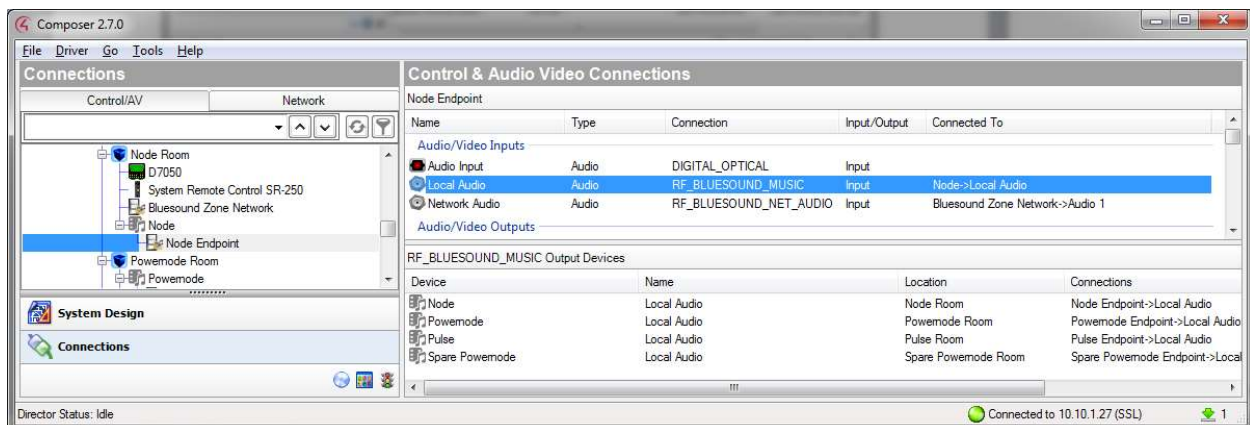 Composer 2.7.0
File Driver Go Tools Help
Connections
Control/AV Network
Node Room
D7050
System Remote Control SR-250
Bluesound Zone Network
Node
Node Endpoint
Powernode Room
Powernode
System Design
Connections
Control & Audio Video Connections
Node Endpoint
Name Type Connection Input/Output Connected To
Audio/Video Inputs
Audio Input Audio DIGITAL_OPTICAL Input
Local Audio Audio RF_BLUESOUND_MUSIC Input Node->Local Audio
Network Audio Audio RF_BLUESOUND_NET_AUDIO Input Bluesound Zone Network->Audio 1
Audio/Video Outputs
RF_BLUESOUND_MUSIC Output Devices
Device Name Location Connections
Node Local Audio Node Room Node Endpoint->Local Audio
Powernode Local Audio Powernode Room Powernode Endpoint->Local Audio
Pulse Local Audio Pulse Room Pulse Endpoint->Local Audio
Spare Powernode Local Audio Spare Powernode Room Spare Powernode Endpoint->Local
Director Status: Idle Connected to 10.10.1.27 (SSL) 1